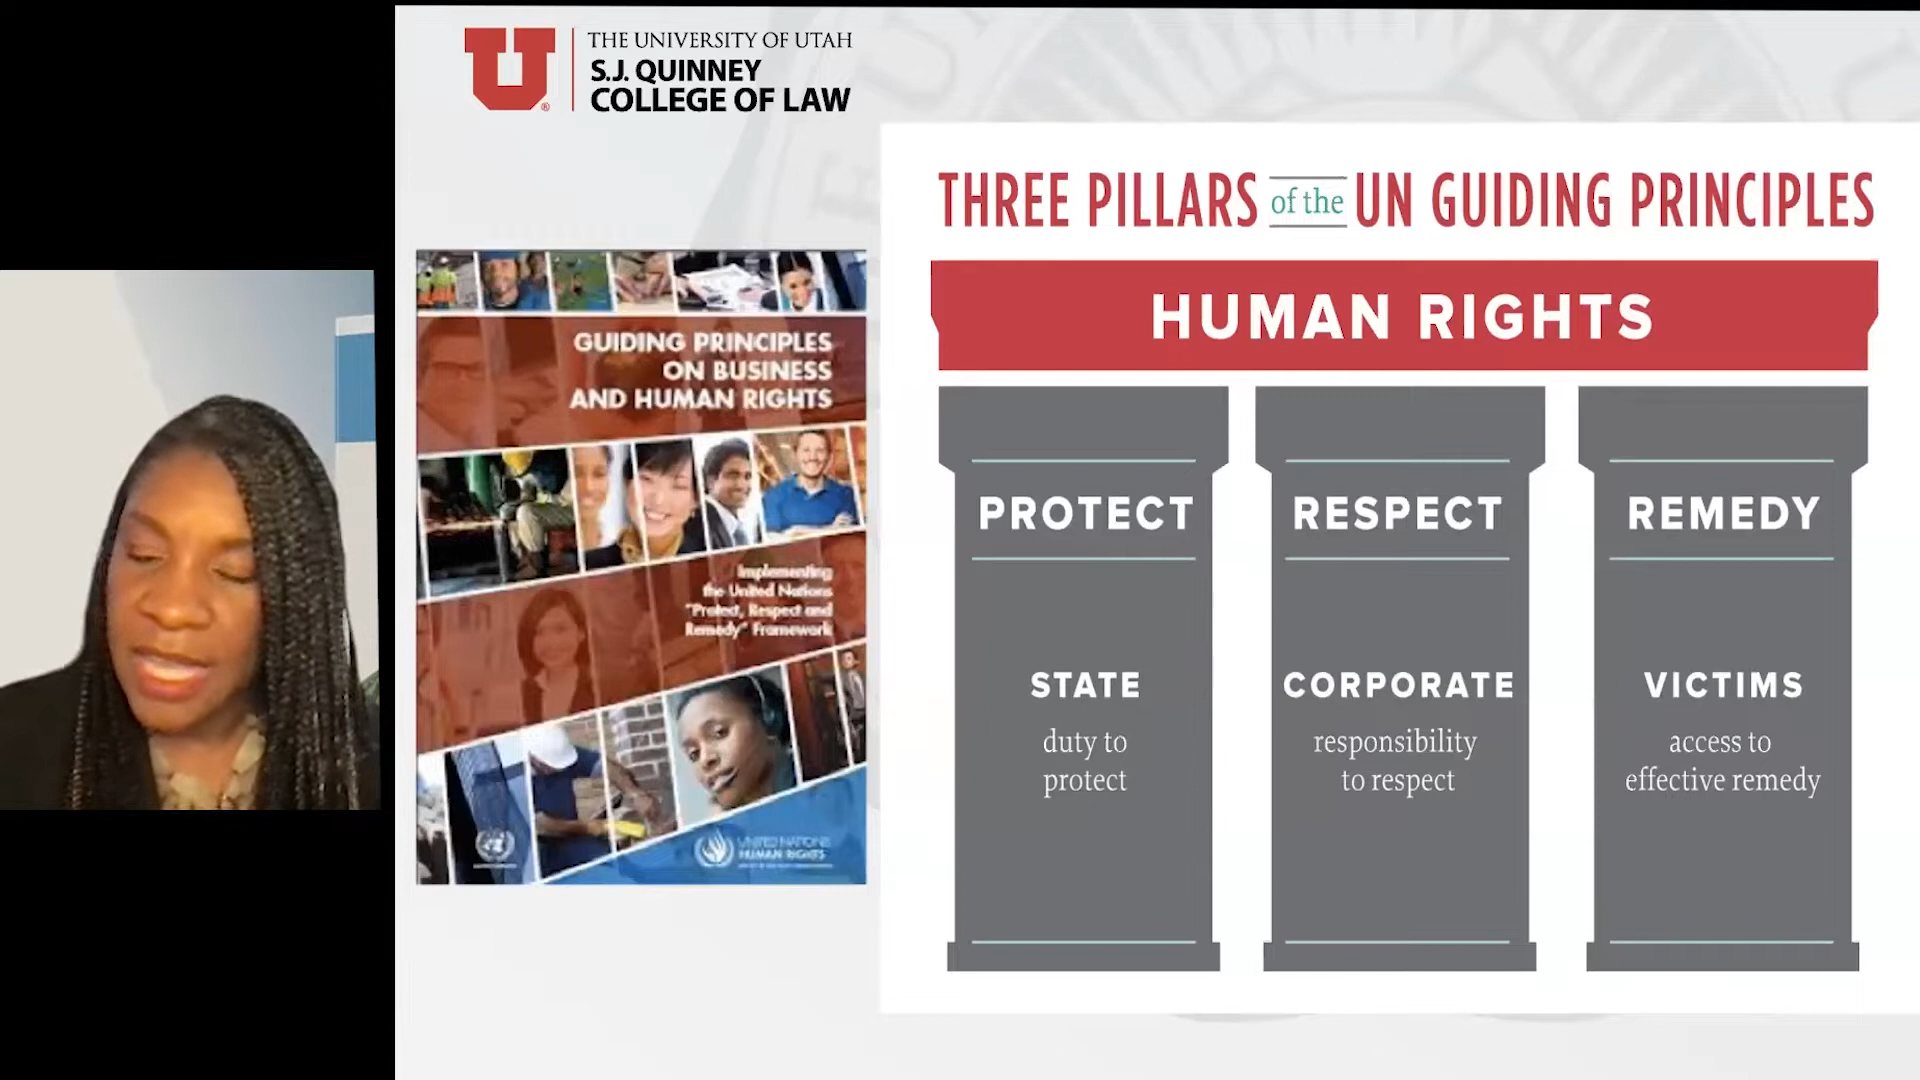 THE UNIVERSITY OF UTAH
S.J. QUINNEY
COLLEGE OF LAW
GUIDING PRINCIPLES
ON BUSINESS
AND HUMAN RIGHTS
Implementing
the United Nations
"Protect, Respect and
Remedy" Framework
UNITED NATIONS
HUMAN RIGHTS
THREE PILLARS of the UN GUIDING PRINCIPLES
HUMAN RIGHTS
PROTECT
STATE
duty to
protect
RESPECT
CORPORATE
responsibility
to respect
REMEDY
VICTIMS
access to
effective remedy